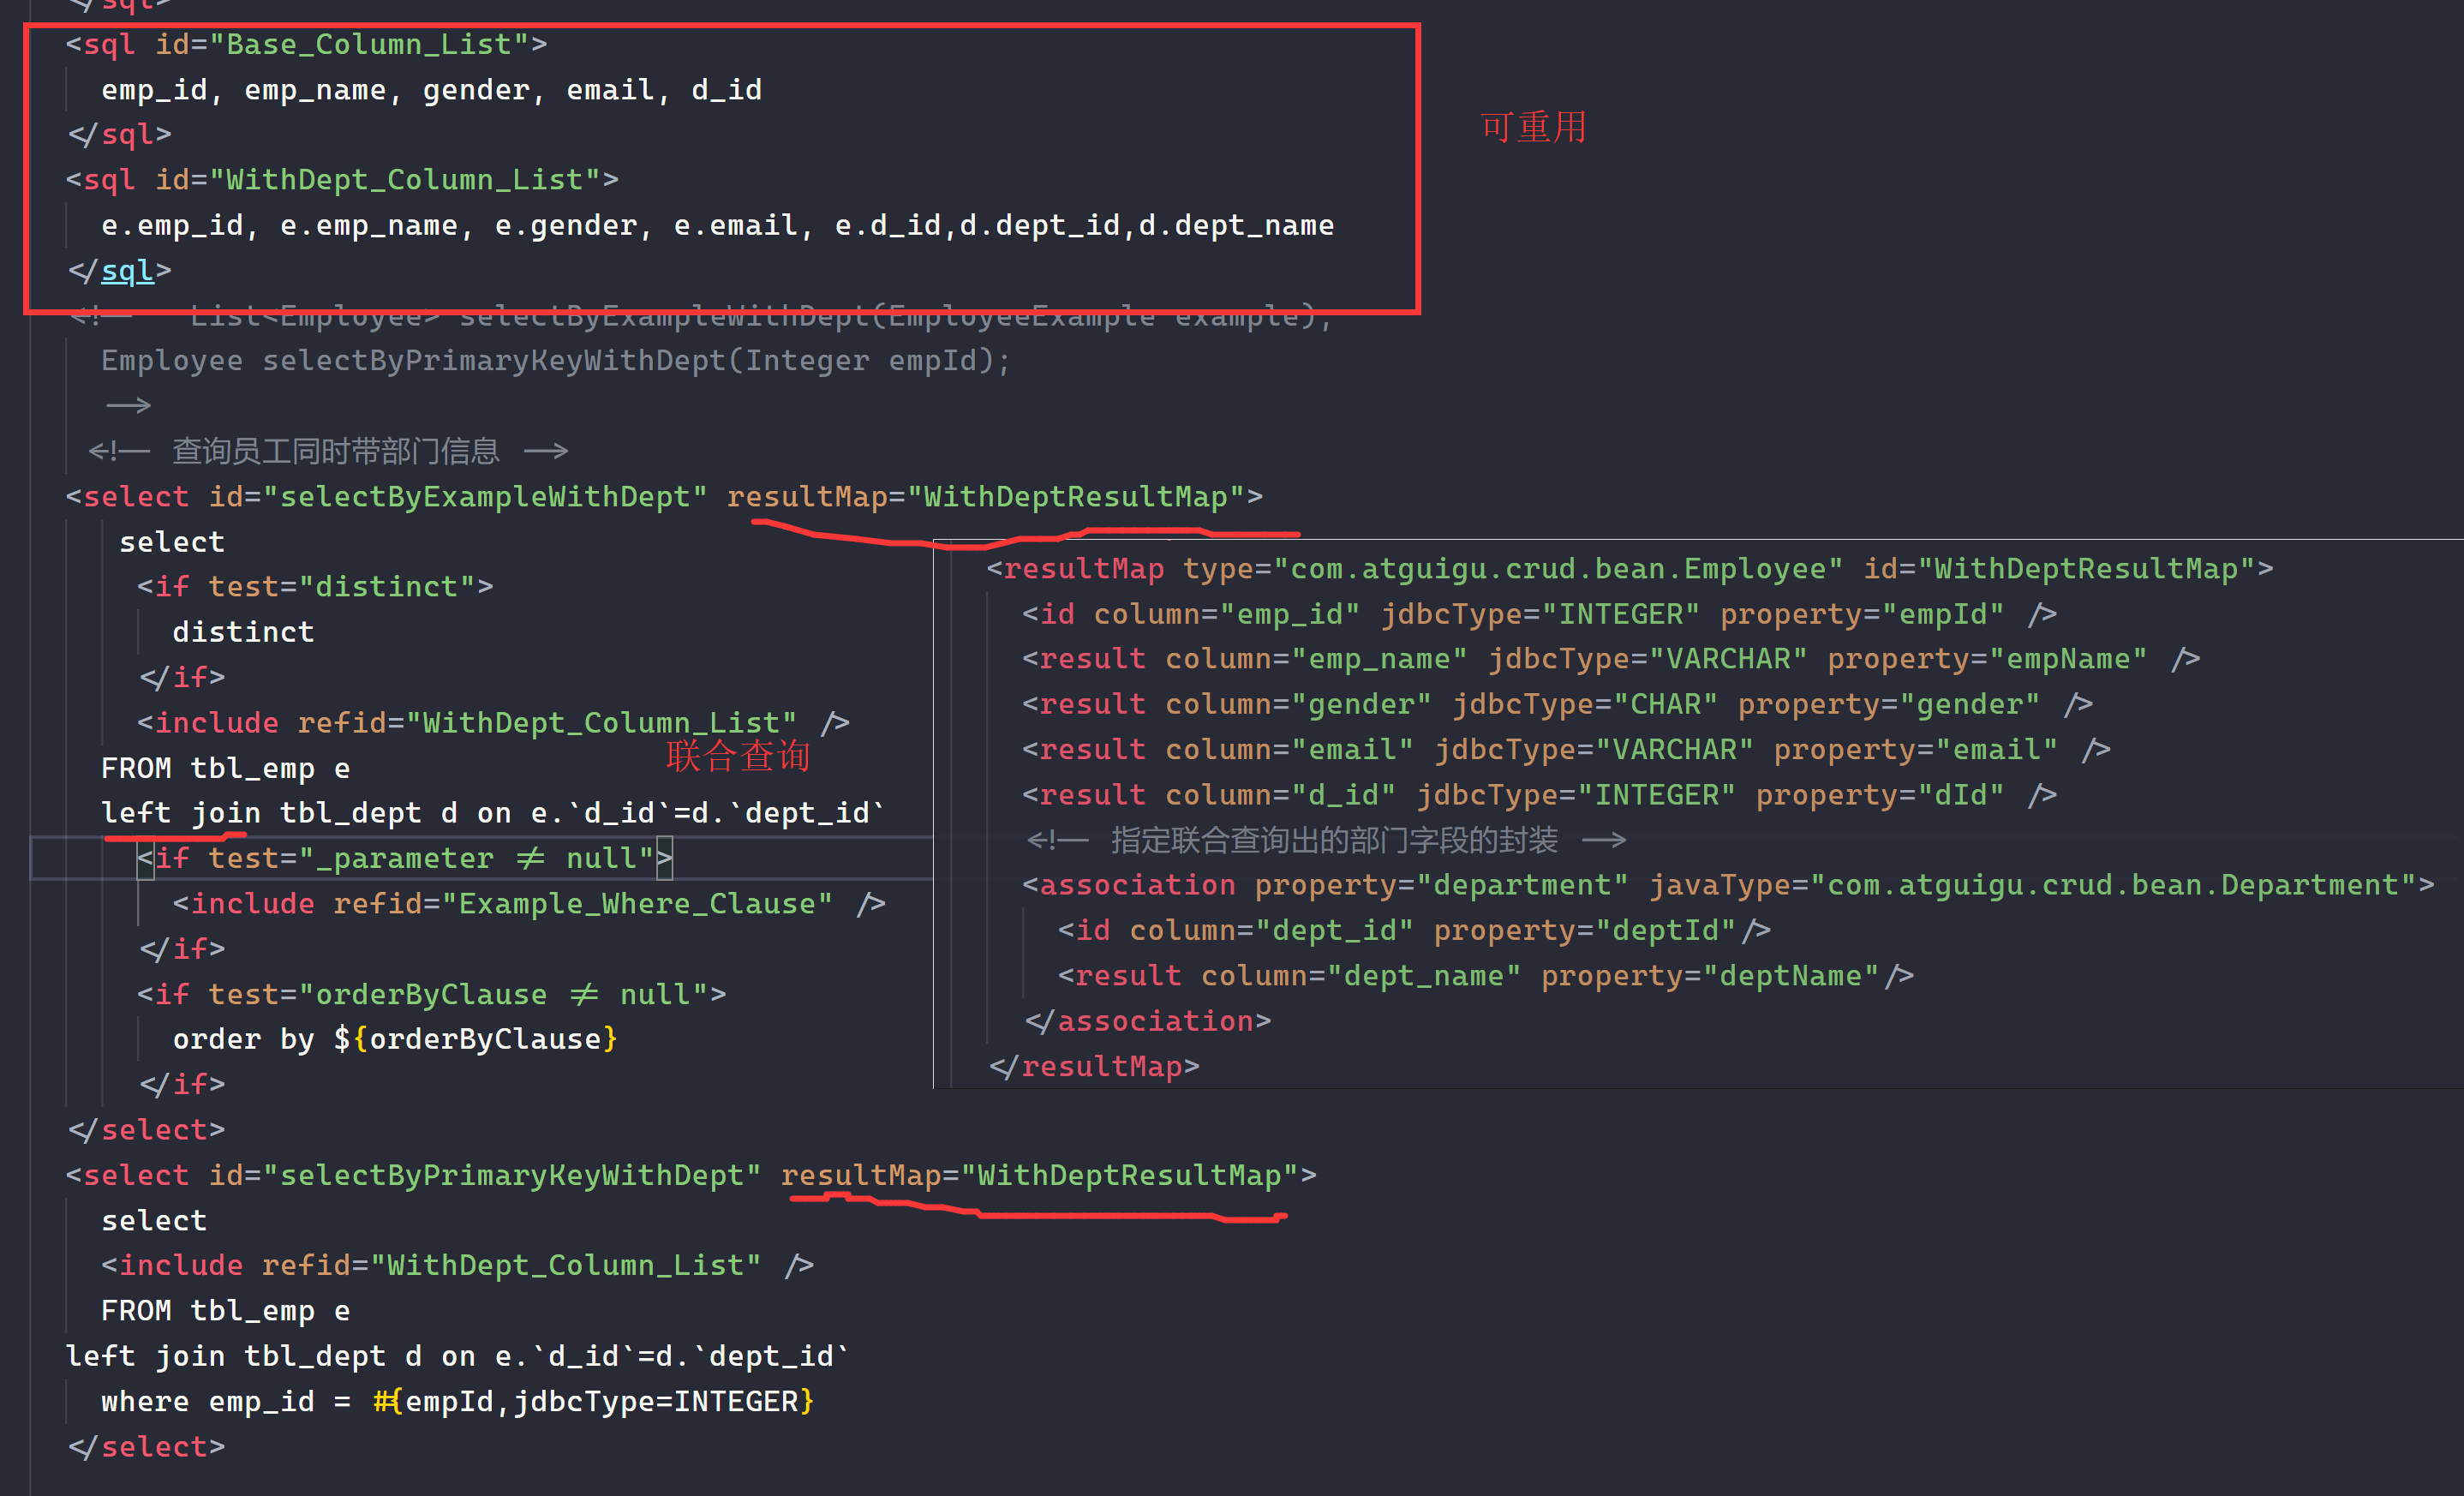 </sql>
<sql id="Base_Column_List">
emp_id, emp_name, gender, email, d_id
</sql>
可重用
<sql id="WithDept_Column_List">
e.emp_id, e.emp_name, e.gender, e.email, e.d_id,d.dept_id,d.dept_name
</sql>
<!-- List<Employee> selectByExampleWithDept(EmployeeExample example);
Employee selectByPrimaryKeyWithDept(Integer empId);
-->
<!-- 查询员工同时带部门信息 -->
<select id="selectByExampleWithDept" resultMap="WithDeptResultMap">
select
<if test="distinct">
distinct
</if>
<include refid="WithDept_Column_List" />
联合查询
FROM tbl_emp e
left join tbl_dept d on e.`d_id`=d.`dept_id`
<if test="_parameter != null">
<include refid="Example_Where_Clause" />
</if>
<if test="orderByClause != null">
order by ${orderByClause}
</if>
</select>
<resultMap type="com.atguigu.crud.bean.Employee" id="WithDeptResultMap">
<id column="emp_id" jdbcType="INTEGER" property="empId" />
<result column="emp_name" jdbcType="VARCHAR" property="empName" />
<result column="gender" jdbcType="CHAR" property="gender" />
<result column="email" jdbcType="VARCHAR" property="email" />
<result column="d_id" jdbcType="INTEGER" property="dId" />
<!-- 指定联合查询出的部门字段的封装 -->
<association property="department" javaType="com.atguigu.crud.bean.Department">
<id column="dept_id" property="deptId"/>
<result column="dept_name" property="deptName"/>
</association>
</resultMap>
<select id="selectByPrimaryKeyWithDept" resultMap="WithDeptResultMap">
select
<include refid="WithDept_Column_List" />
FROM tbl_emp e
left join tbl_dept d on e.`d_id`=d.`dept_id`
where emp_id = #{empId,jdbcType=INTEGER}
</select>